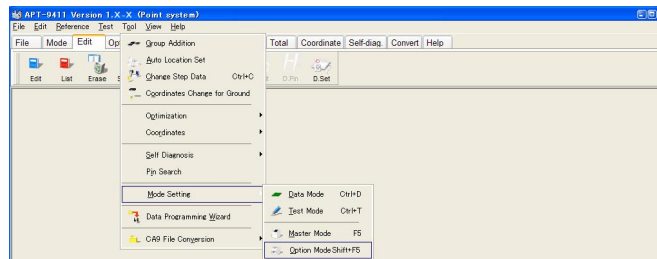 APT-9411 Version 1.X-X (Point system)
File Edit Reference Test Tool View Help
File Mode Edit Op Total Coordinate Self-diag. Convert Help
Edit List Erase S D.Pin D.Set
Group Addition
Auto Location Set
Change Step Data Ctrl+C
Coordinates Change for Ground
Optimization
Coordinates
Self Diagnosis
Pin Search
Mode Setting
Data Programming Wizard
CA9 File Conversion
Data Mode Ctrl+D
Test Mode Ctrl+T
Master Mode F5
Option Mode Shift+F5